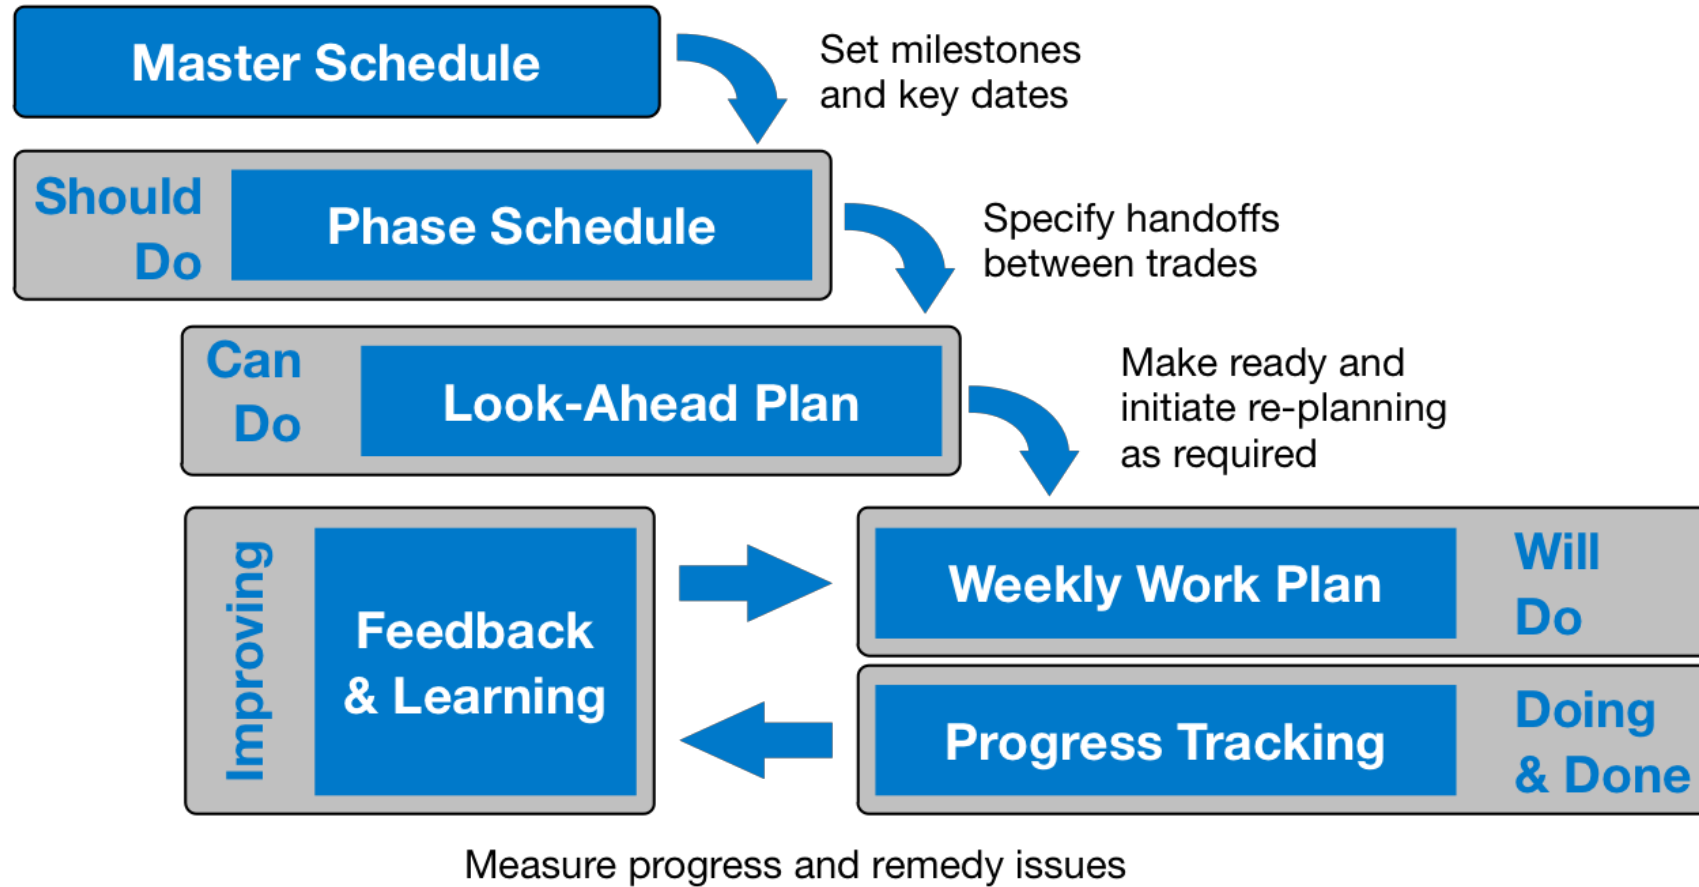 Master Schedule
Set milestones
and key dates
Should
Do
Phase Schedule
Specify handoffs
between trades
Can
Do
Look-Ahead Plan
Make ready and
initiate re-planning
as required
Improving
Feedback
& Learning
Weekly Work Plan
Will
Do
Progress Tracking
Doing
& Done
Measure progress and remedy issues